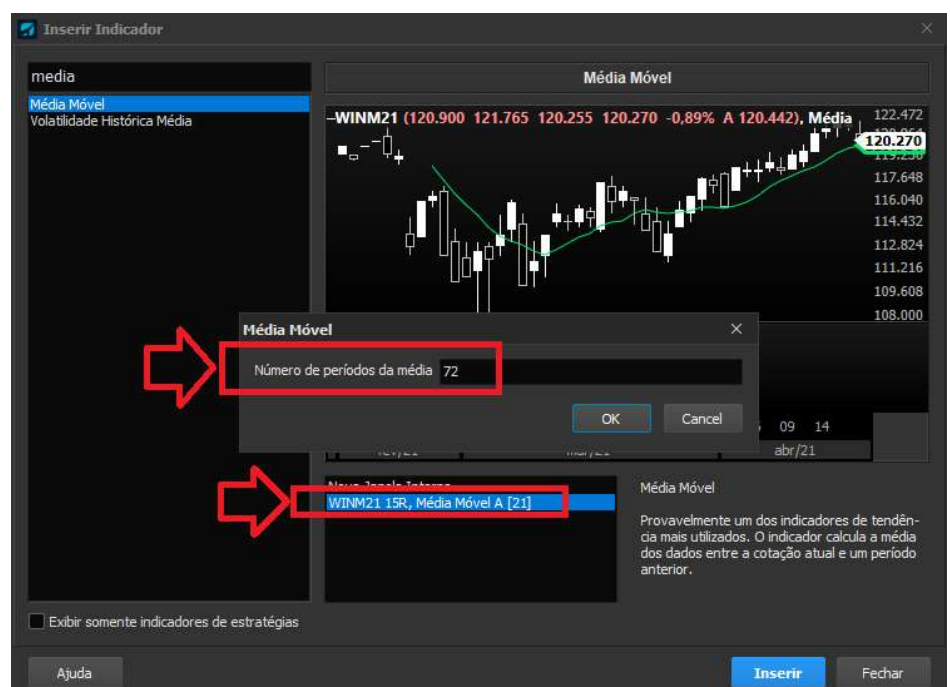 Inserir Indicador
media
Média Móvel
Volatilidade Histórica Média
Média Móvel
–WINM21 (120.900 121.765 120.255 120.270 -0,89% A 120.442), Média
122.472
120.270
117.648
116.040
114.432
112.824
111.216
109.608
108.000
Média Móvel
Número de períodos da média 72
OK Cancel
09 14
abr/21
WINM21 15R, Média Móvel A [21]
Média Móvel
Provavelmente um dos indicadores de tendên-
cia mais utilizados. O indicador calcula a média
dos dados entre a cotação atual e um período
anterior.
Exibir somente indicadores de estratégias
Ajuda Inserir Fechar